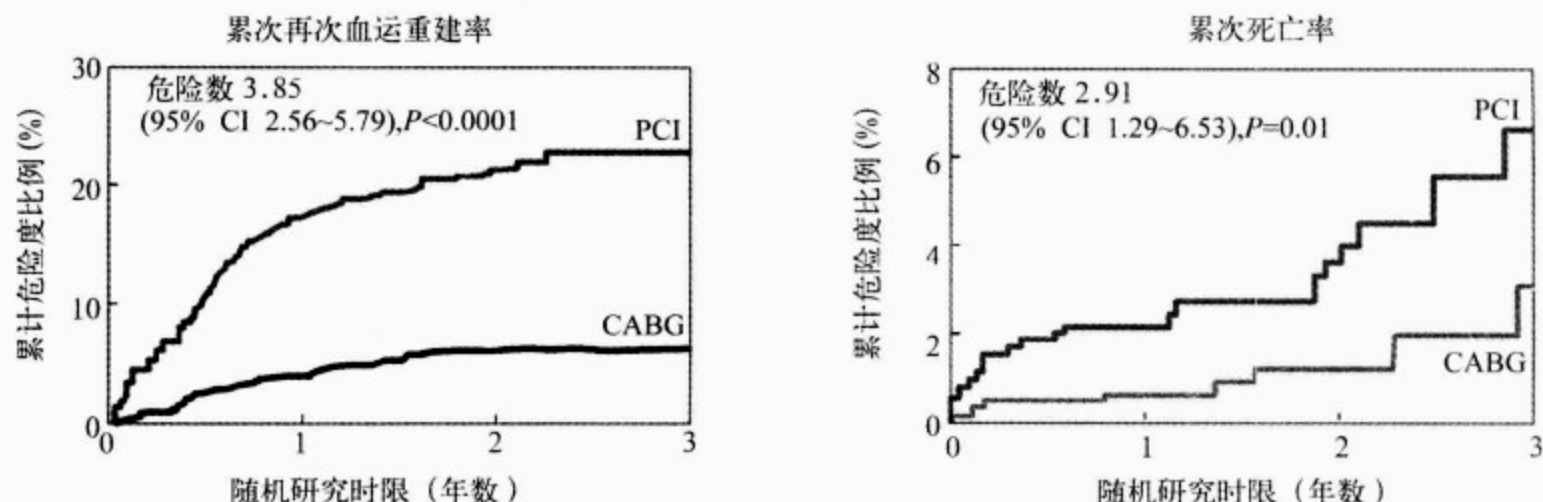 累次再次血运重建率
30
危险数 3.85
(95% CI 2.56~5.79),P<0.0001
PCI
20
累计危险度比例(%)
10
CABG
0
0 1 2 3
随机研究时限（年数）
累次死亡率
8
危险数 2.91
(95% CI 1.29~6.53),P=0.01
PCI
6
累计危险度比例(%)
4
2
CABG
0
0 1 2 3
随机研究时限（年数）